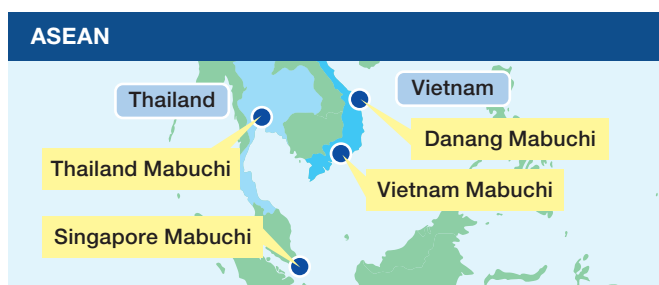 ASEAN
Thailand
Vietnam
Danang Mabuchi
Thailand Mabuchi
Vietnam Mabuchi
Singapore Mabuchi